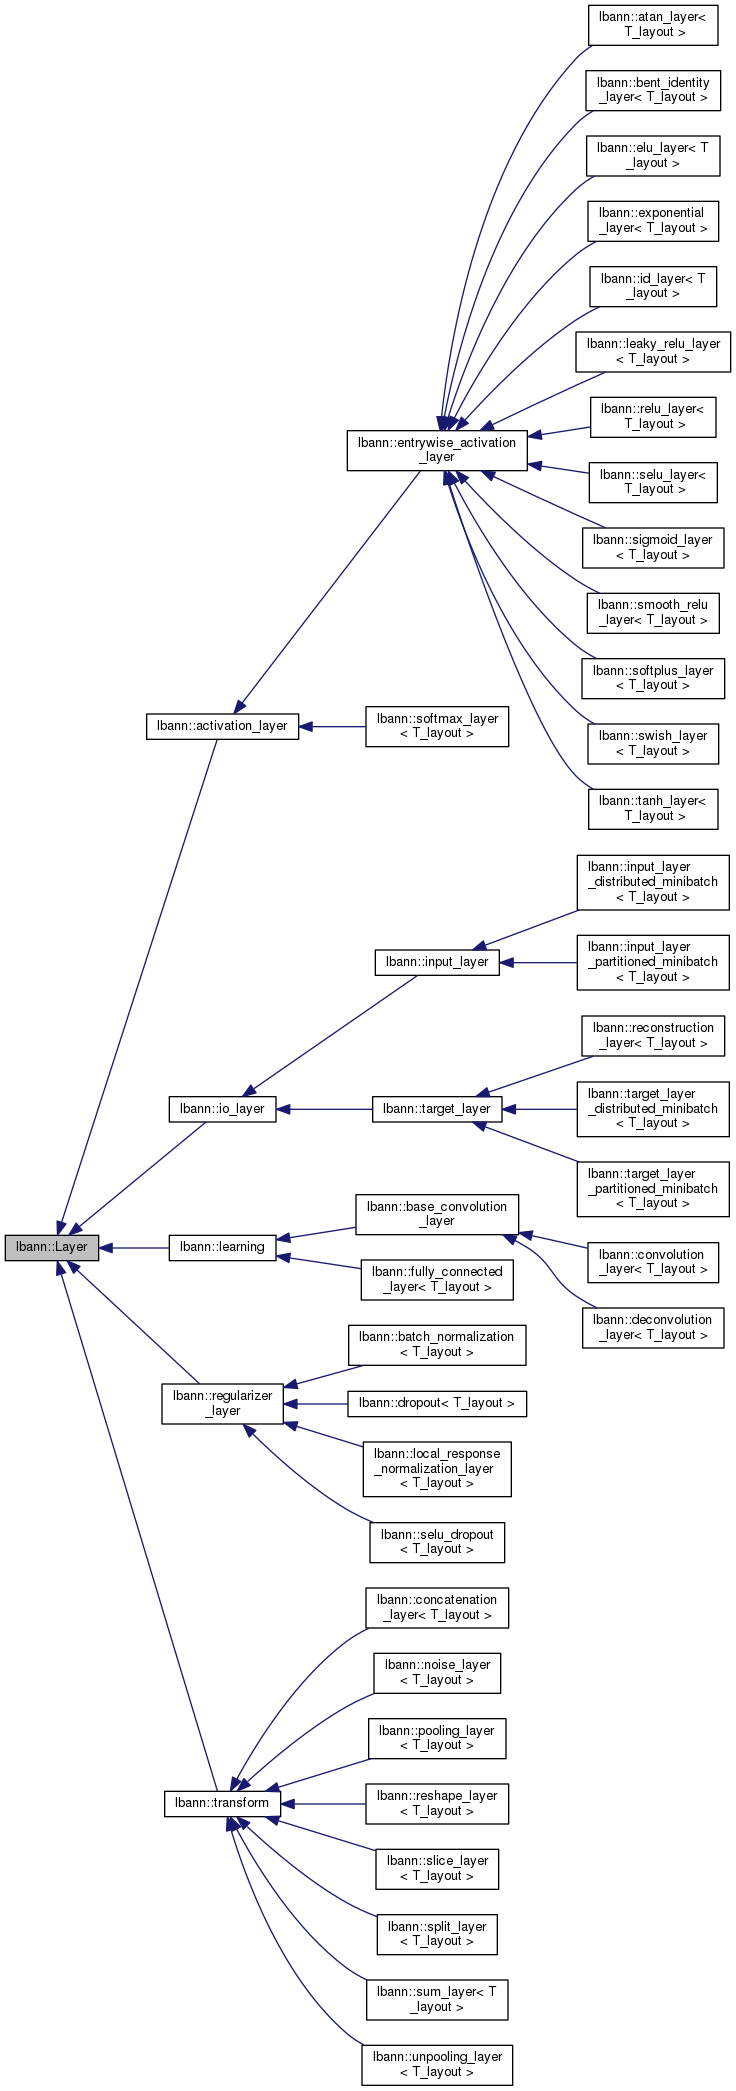 lbann::atan_layer<
T_layout >
lbann::bent_identity
_layer< T_layout >
lbann::elu_layer< T
_layout >
lbann::exponential
_layer< T_layout >
lbann::id_layer< T
_layout >
lbann::leaky_relu_layer
< T_layout >
lbann::relu_layer<
T_layout >
lbann::entrywise_activation
_layer
lbann::selu_layer<
T_layout >
lbann::sigmoid_layer
< T_layout >
lbann::smooth_relu
_layer< T_layout >
lbann::softplus_layer
< T_layout >
lbann::activation_layer
lbann::softmax_layer
< T_layout >
lbann::swish_layer
< T_layout >
lbann::tanh_layer<
T_layout >
lbann::input_layer
_distributed_minibatch
< T_layout >
lbann::input_layer
lbann::input_layer
_partitioned_minibatch
< T_layout >
lbann::reconstruction
_layer< T_layout >
lbann::io_layer
lbann::target_layer
lbann::target_layer
_distributed_minibatch
< T_layout >
lbann::target_layer
_partitioned_minibatch
< T_layout >
lbann::base_convolution
_layer
lbann::Layer
lbann::learning
lbann::convolution
_layer< T_layout >
lbann::fully_connected
_layer< T_layout >
lbann::deconvolution
_layer< T_layout >
lbann::batch_normalization
< T_layout >
lbann::regularizer
_layer
lbann::dropout< T_layout >
lbann::local_response
_normalization_layer
< T_layout >
lbann::selu_dropout
< T_layout >
lbann::concatenation
_layer< T_layout >
lbann::noise_layer
< T_layout >
lbann::pooling_layer
< T_layout >
lbann::transform
lbann::reshape_layer
< T_layout >
lbann::slice_layer
< T_layout >
lbann::split_layer
< T_layout >
lbann::sum_layer< T
_layout >
lbann::unpooling_layer
< T_layout >